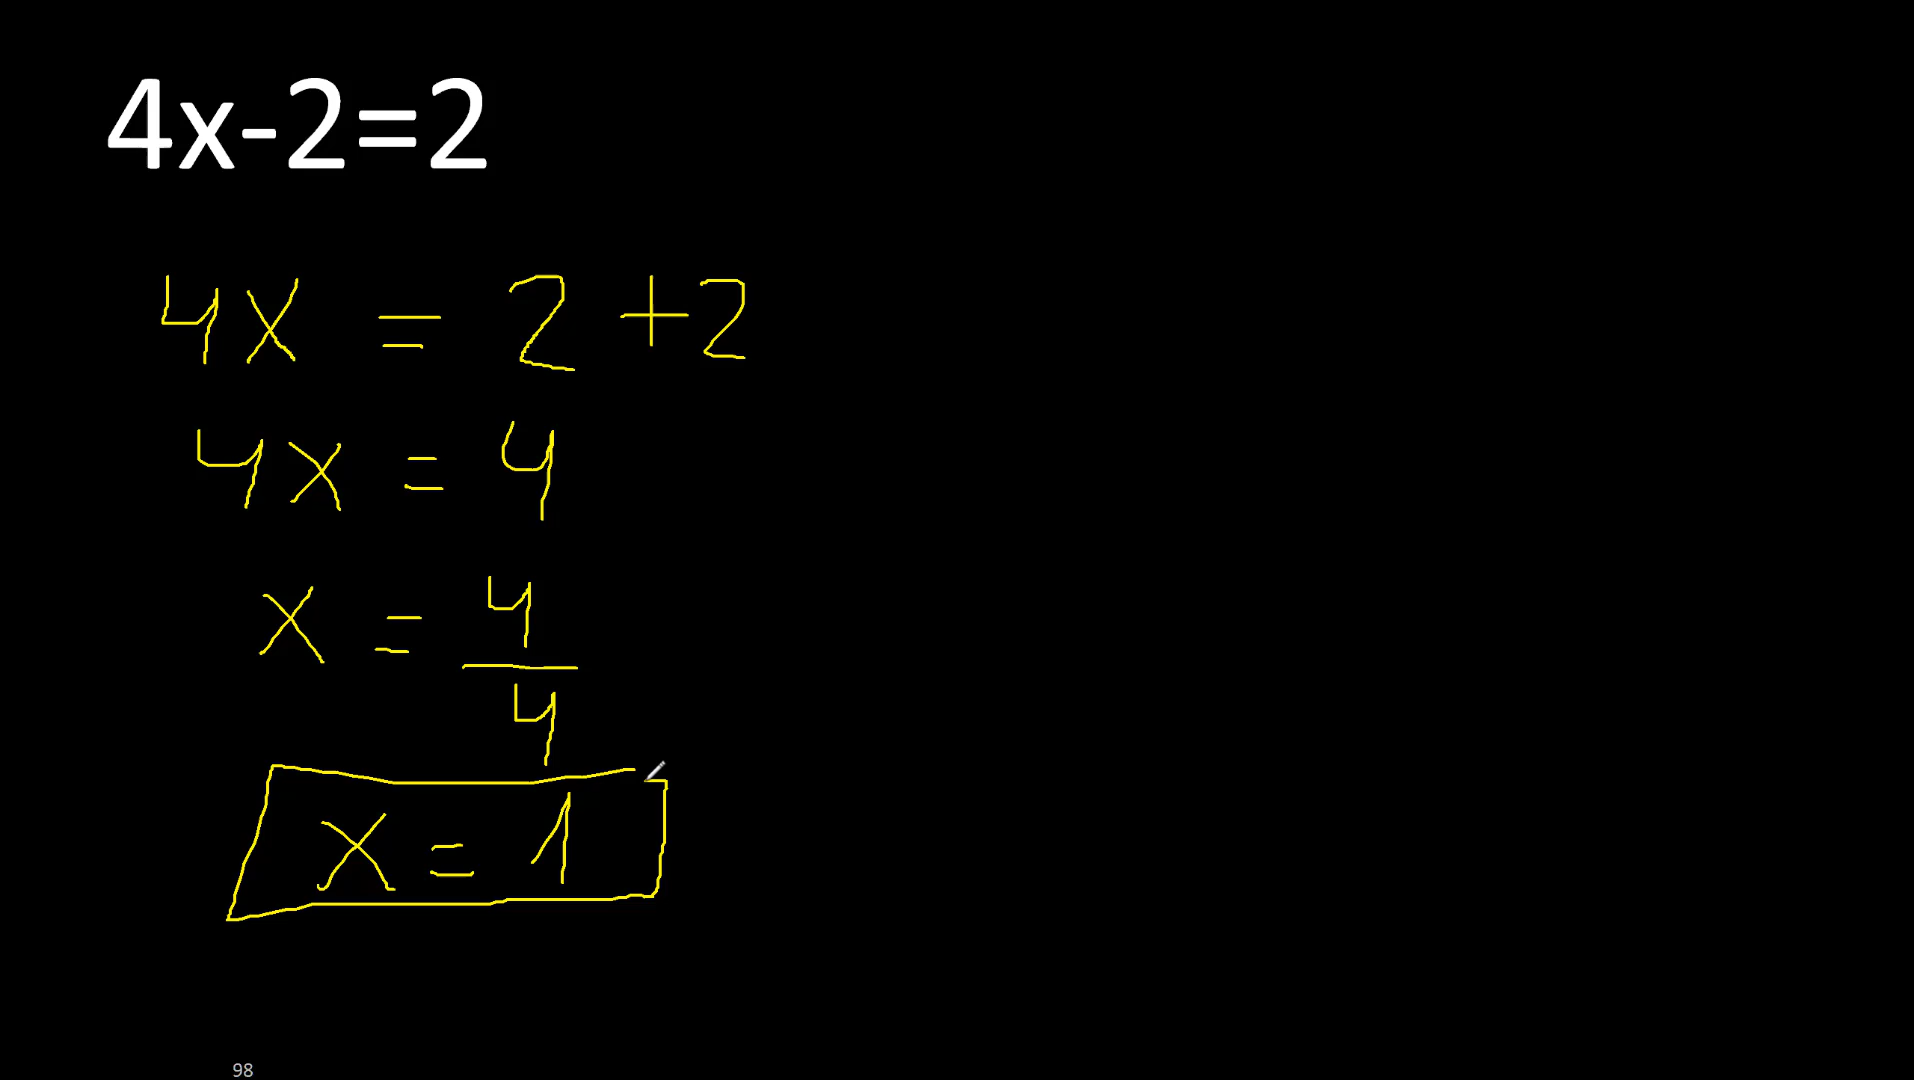 4x-2=2
4x = 2 +2
4x = 4
x = 4/4
x = 1
98